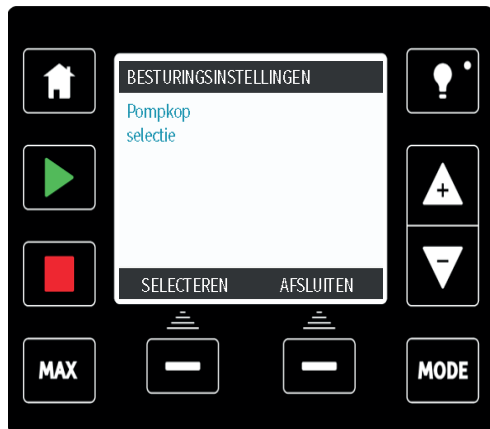 BESTURINGSINSTELLINGEN
Pompkop
selectie
SELECTEREN AFSLUITEN
MAX MODE